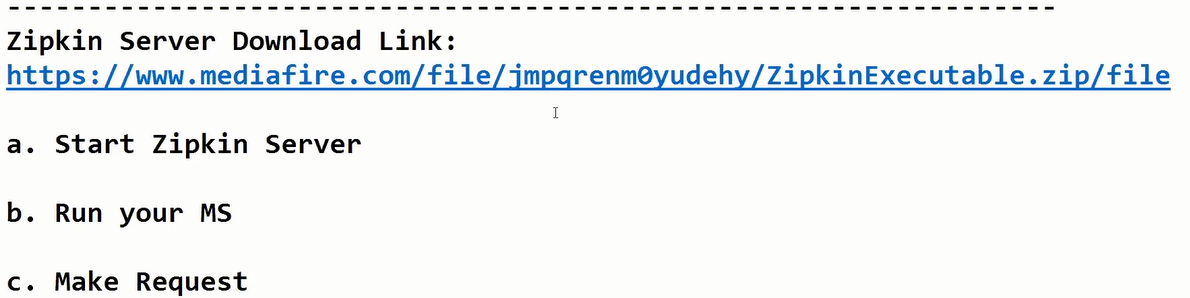 -----------------------------------------------------------------
Zipkin Server Download Link:
https://www.mediafire.com/file/jmpqrenm0yudehy/ZipkinExecutable.zip/file
a. Start Zipkin Server
b. Run your MS
c. Make Request